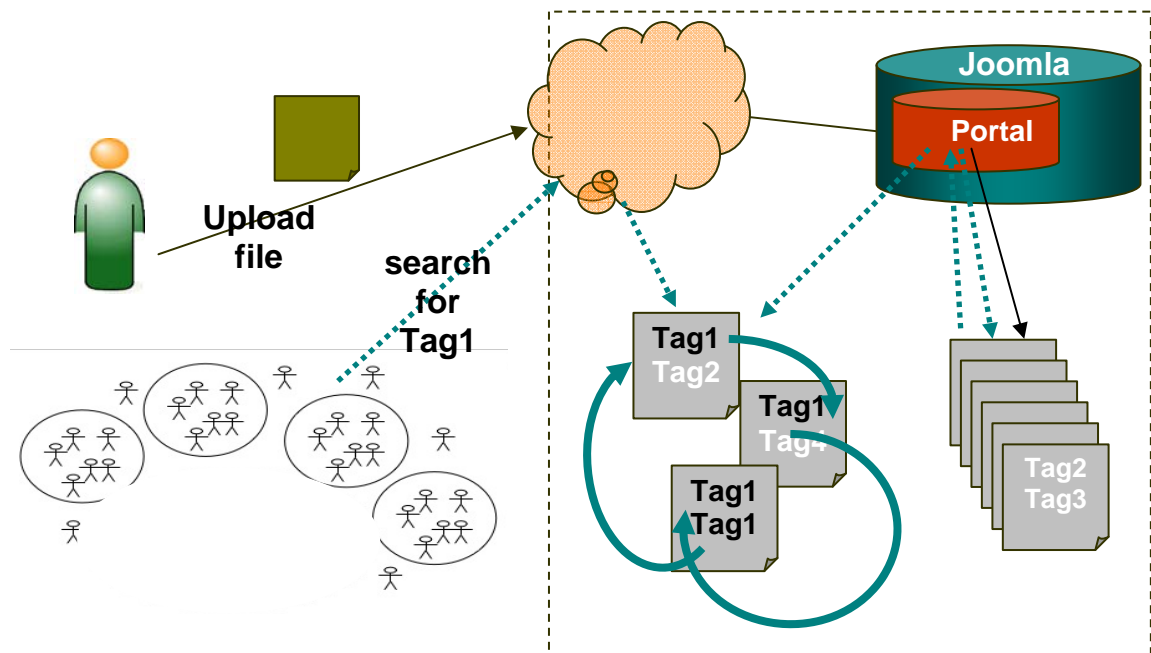 Joomla
Portal
Upload
file
search
for
Tag1
Tag1
Tag2
Tag1
Tag4
Tag1
Tag1
Tag2
Tag3